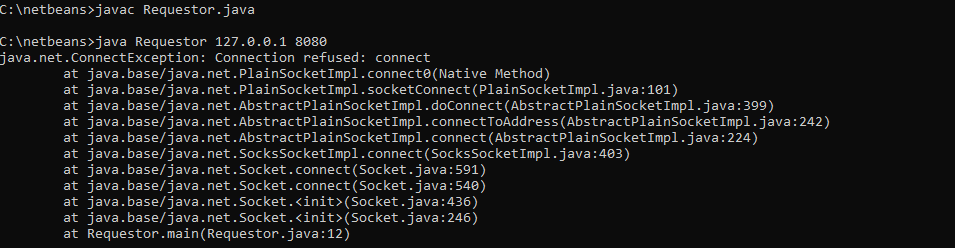 C:\netbeans>javac Requestor.java
C:\netbeans>java Requestor 127.0.0.1 8080
java.net.ConnectException: Connection refused: connect
at java.base/java.net.PlainSocketImpl.connect0(Native Method)
at java.base/java.net.PlainSocketImpl.socketConnect(PlainSocketImpl.java:101)
at java.base/java.net.AbstractPlainSocketImpl.doConnect(AbstractPlainSocketImpl.java:399)
at java.base/java.net.AbstractPlainSocketImpl.connectToAddress(AbstractPlainSocketImpl.java:242)
at java.base/java.net.AbstractPlainSocketImpl.connect(AbstractPlainSocketImpl.java:224)
at java.base/java.net.SocksSocketImpl.connect(SocksSocketImpl.java:403)
at java.base/java.net.Socket.connect(Socket.java:591)
at java.base/java.net.Socket.connect(Socket.java:540)
at java.base/java.net.Socket.<init>(Socket.java:436)
at java.base/java.net.Socket.<init>(Socket.java:246)
at Requestor.main(Requestor.java:12)